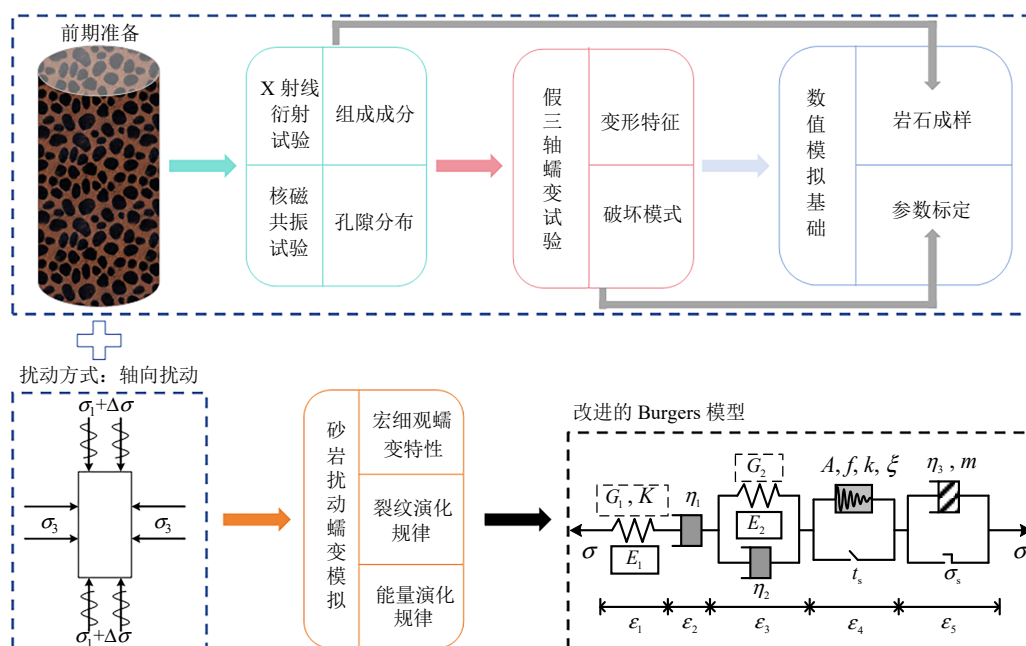 前期准备
X 射线
衍射
试验
组成成分
核磁
共振
试验
孔隙分布
假三轴蠕变试验
变形特征
破坏模式
数值模拟基础
岩石成样
参数标定
扰动方式：轴向扰动
σ₁+Δσ
σ₃
σ₃
σ₁+Δσ
砂岩扰动蠕变模拟
宏细观蠕
变特性
裂纹演化
规律
能量演化
规律
改进的 Burgers 模型
σ
G₁ , K
E₁
η₁
G₂
E₂
η₂
A, f, k, ξ
tₛ
η₃ , m
σₛ
σ
ε₁
ε₂
ε₃
ε₄
ε₅